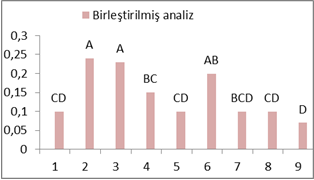 Birleştirilmiş analiz
0,3
0,25
0,2
0,15
0,1
0,05
0
CD A A BC CD AB BCD CD D
1 2 3 4 5 6 7 8 9